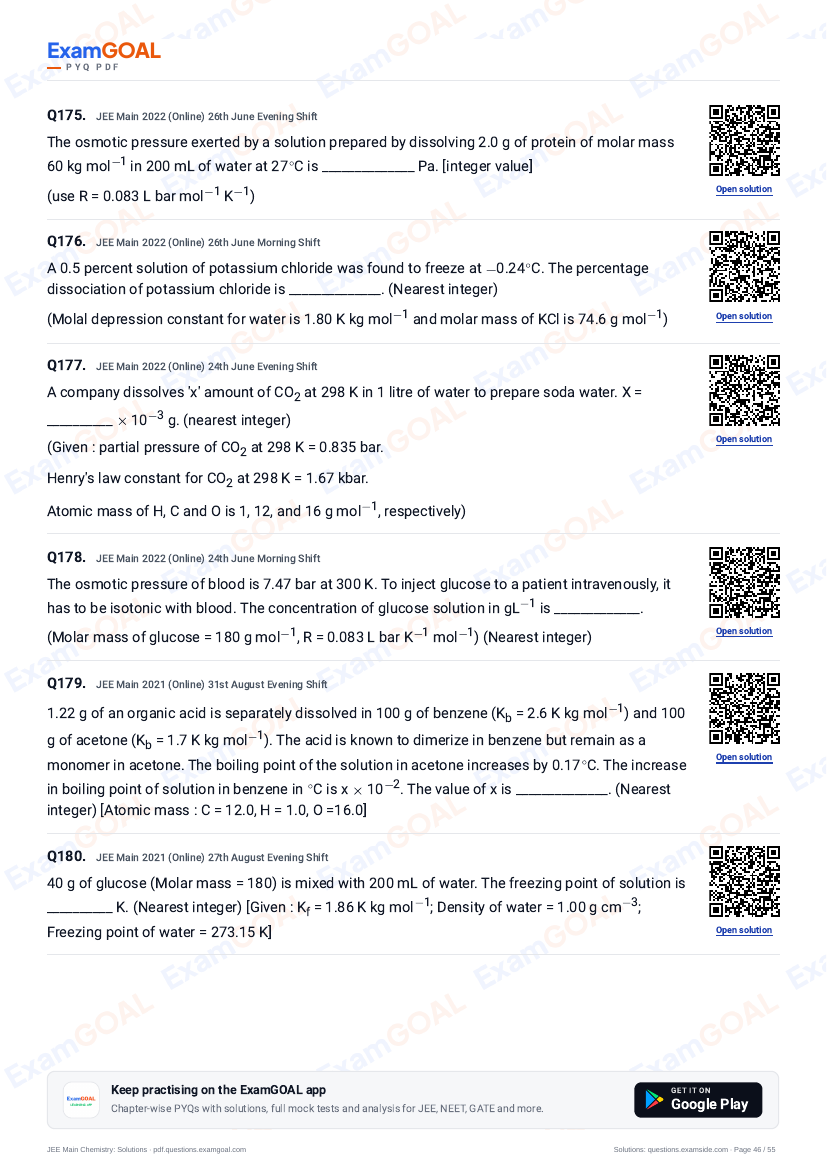 ExamGOAL
PYQ PDF
Q175. JEE Main 2022 (Online) 26th June Evening Shift
The osmotic pressure exerted by a solution prepared by dissolving 2.0 g of protein of molar mass
60 kg mol⁻¹ in 200 mL of water at 27°C is ______________ Pa. [integer value]
(use R = 0.083 L bar mol⁻¹ K⁻¹)
Open solution
Q176. JEE Main 2022 (Online) 26th June Morning Shift
A 0.5 percent solution of potassium chloride was found to freeze at −0.24°C. The percentage
dissociation of potassium chloride is ______________. (Nearest integer)
(Molal depression constant for water is 1.80 K kg mol⁻¹ and molar mass of KCl is 74.6 g mol⁻¹)
Open solution
Q177. JEE Main 2022 (Online) 24th June Evening Shift
A company dissolves 'x' amount of CO₂ at 298 K in 1 litre of water to prepare soda water. X =
__________ × 10⁻³ g. (nearest integer)
(Given : partial pressure of CO₂ at 298 K = 0.835 bar.
Henry's law constant for CO₂ at 298 K = 1.67 kbar.
Atomic mass of H, C and O is 1, 12, and 16 g mol⁻¹, respectively)
Open solution
Q178. JEE Main 2022 (Online) 24th June Morning Shift
The osmotic pressure of blood is 7.47 bar at 300 K. To inject glucose to a patient intravenously, it
has to be isotonic with blood. The concentration of glucose solution in gL⁻¹ is _____________.
(Molar mass of glucose = 180 g mol⁻¹, R = 0.083 L bar K⁻¹ mol⁻¹) (Nearest integer)
Open solution
Q179. JEE Main 2021 (Online) 31st August Evening Shift
1.22 g of an organic acid is separately dissolved in 100 g of benzene (K_b = 2.6 K kg mol⁻¹) and 100
g of acetone (K_b = 1.7 K kg mol⁻¹). The acid is known to dimerize in benzene but remain as a
monomer in acetone. The boiling point of the solution in acetone increases by 0.17°C. The increase
in boiling point of solution in benzene in °C is x × 10⁻². The value of x is ______________. (Nearest
integer) [Atomic mass : C = 12.0, H = 1.0, O =16.0]
Open solution
Q180. JEE Main 2021 (Online) 27th August Evening Shift
40 g of glucose (Molar mass = 180) is mixed with 200 mL of water. The freezing point of solution is
__________ K. (Nearest integer) [Given : K_f = 1.86 K kg mol⁻¹; Density of water = 1.00 g cm⁻³;
Freezing point of water = 273.15 K]
Open solution
ExamGOAL
Keep practising on the ExamGOAL app
Chapter-wise PYQs with solutions, full mock tests and analysis for JEE, NEET, GATE and more.
GET IT ON
Google Play
JEE Main Chemistry: Solutions · pdf.questions.examgoal.com
Solutions: questions.examside.com · Page 46 / 55